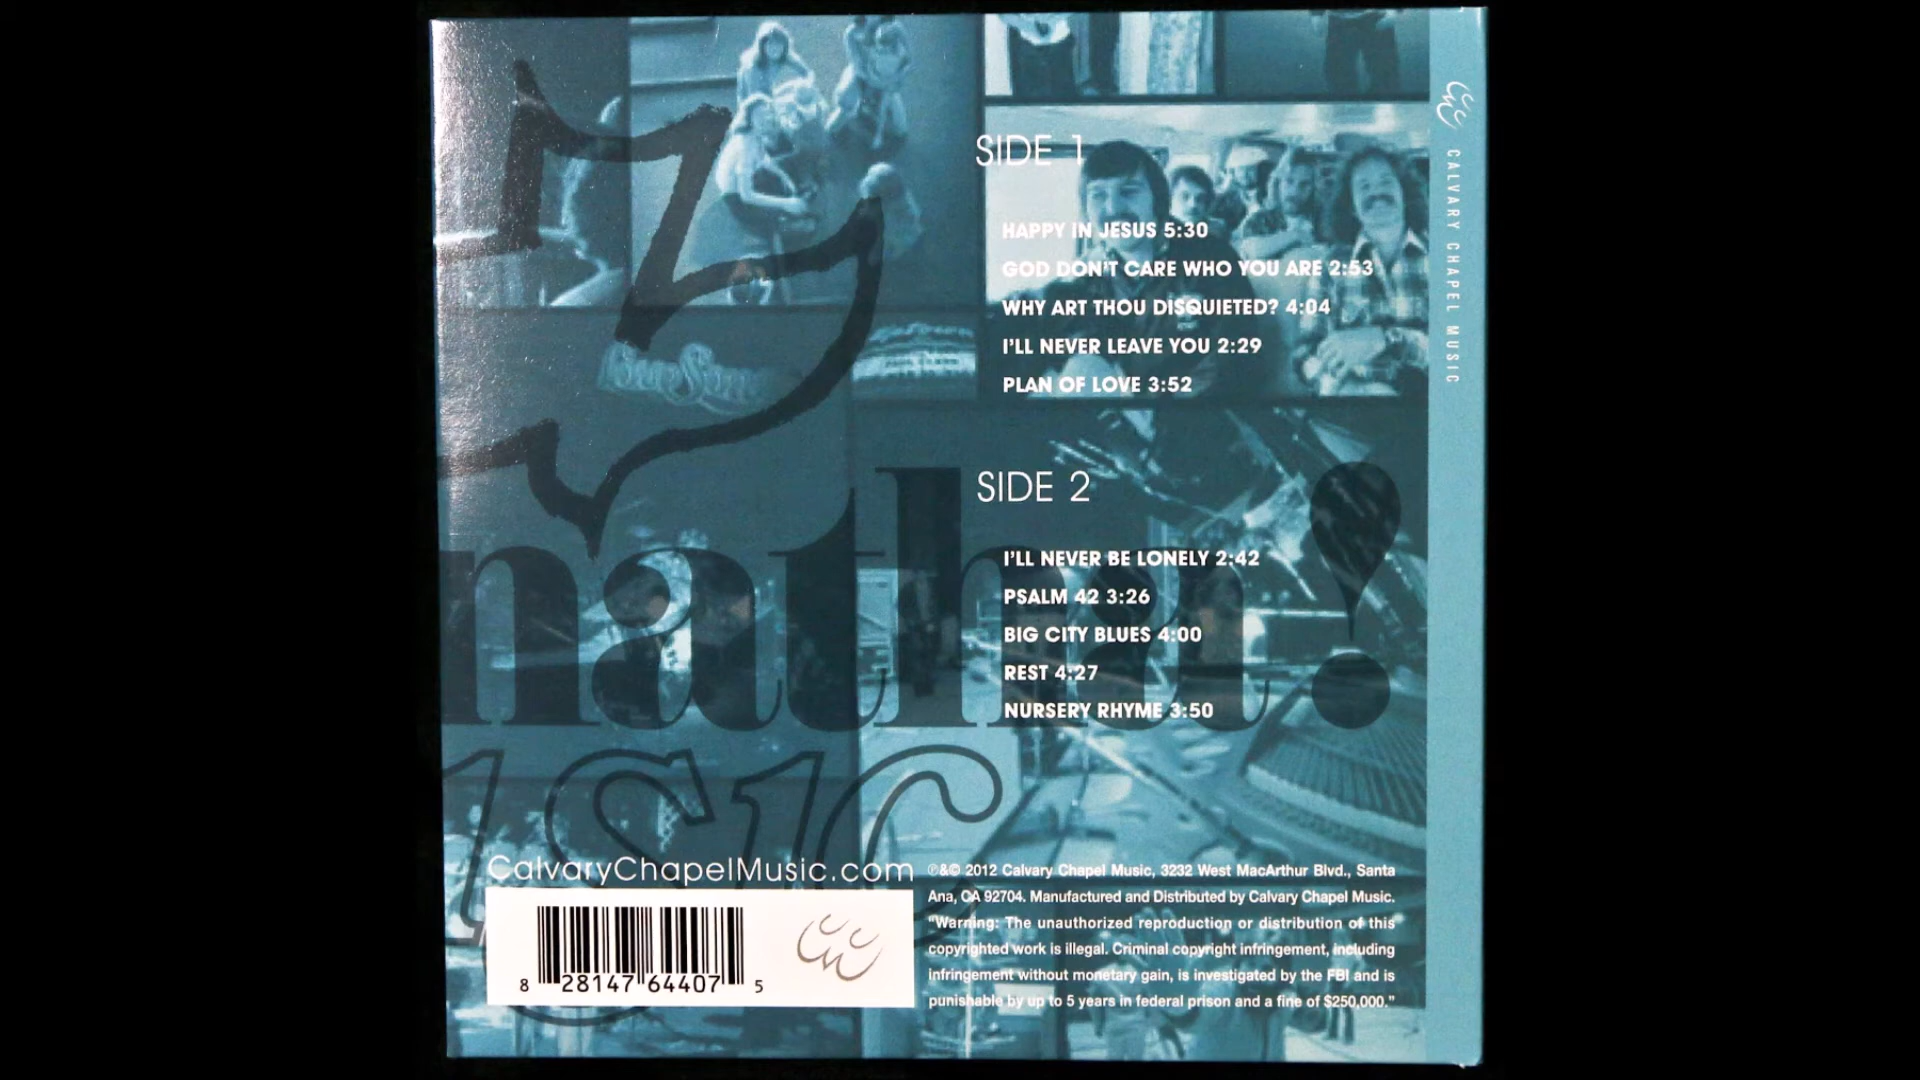 SIDE 1
HAPPY IN JESUS 5:30
GOD DON'T CARE WHO YOU ARE 2:53
WHY ART THOU DISQUIETED? 4:04
I'LL NEVER LEAVE YOU 2:29
PLAN OF LOVE 3:52
SIDE 2
I'LL NEVER BE LONELY 2:42
PSALM 42 3:26
BIG CITY BLUES 4:00
REST 4:27
NURSERY RHYME 3:50
natha!
usic
CalvaryChapelMusic.com
8 28147 64407 5
℗&© 2012 Calvary Chapel Music, 3232 West MacArthur Blvd., Santa
Ana, CA 92704. Manufactured and Distributed by Calvary Chapel Music.
"Warning: The unauthorized reproduction or distribution of this
copyrighted work is illegal. Criminal copyright infringement, including
infringement without monetary gain, is investigated by the FBI and is
punishable by up to 5 years in federal prison and a fine of $250,000."
CALVARY CHAPEL MUSIC